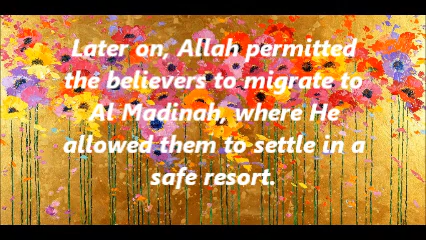 Later on, Allah permitted
the believers to migrate to
Al Madinah, where He
allowed them to settle in a
safe resort.